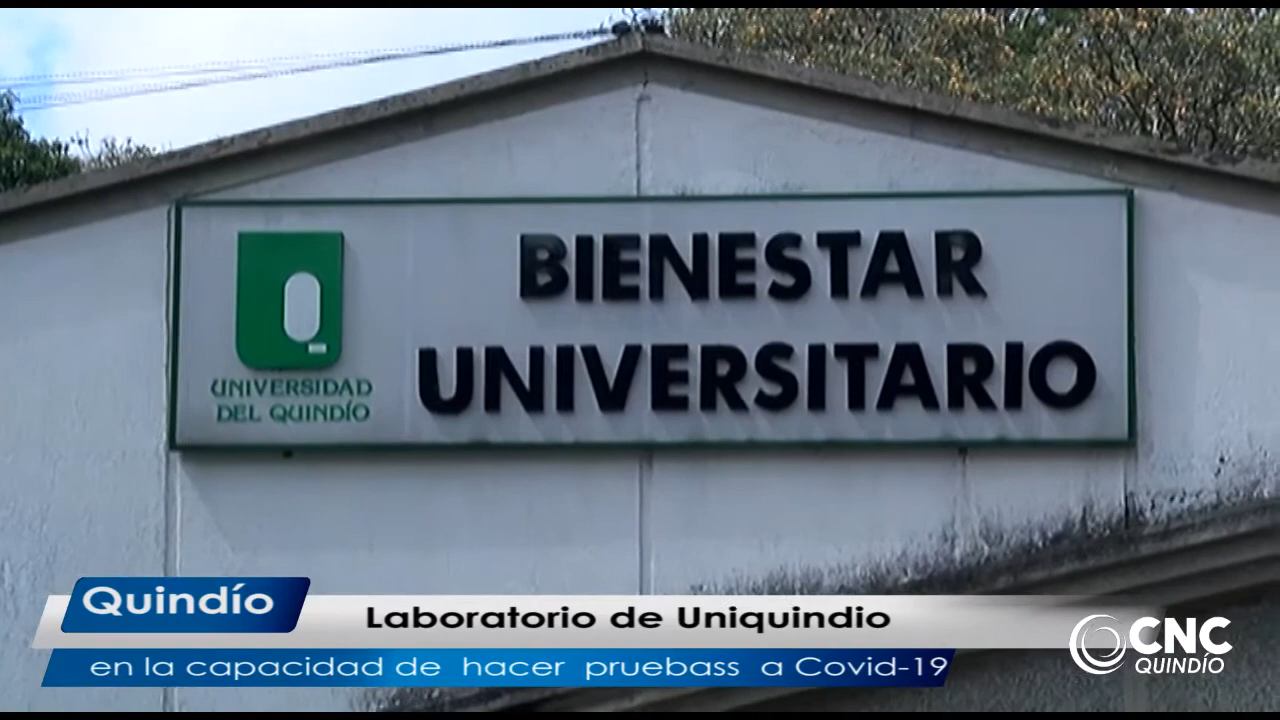 BIENESTAR
UNIVERSITARIO
UNIVERSIDAD
DEL QUINDÍO
Quindío
Laboratorio de Uniquindio
en la capacidad de hacer pruebass a Covid-19
CNC
QUINDÍO